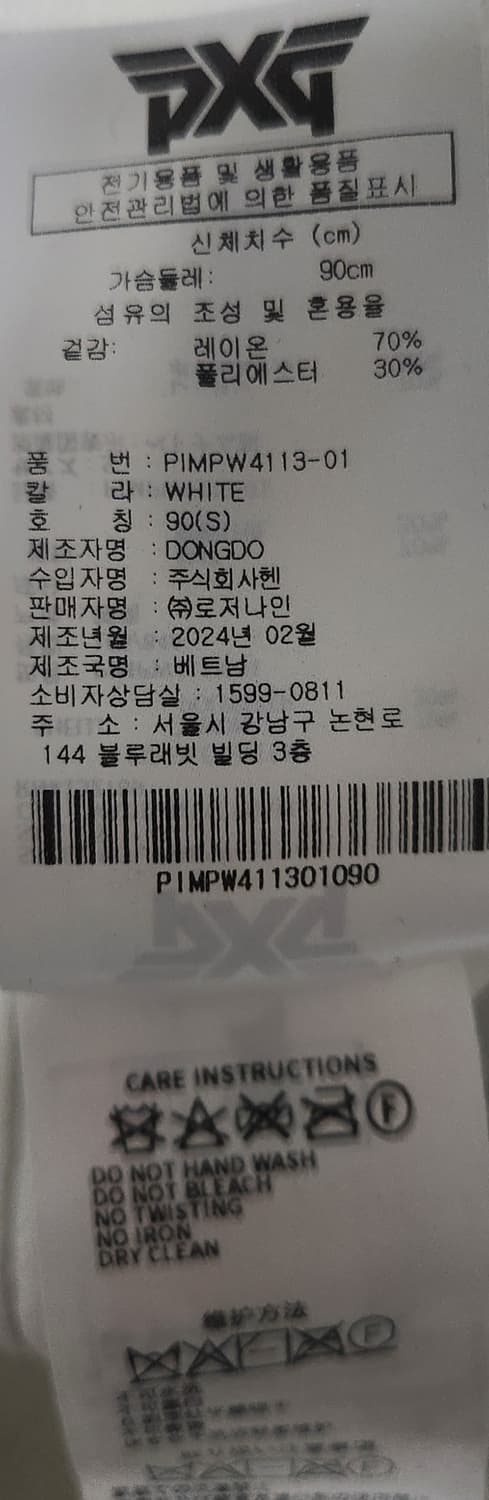 PXG
전기용품 및 생활용품
안전관리법에 의한 품질표시
신체치수 (cm)
가슴둘레: 90cm
섬유의 조성 및 혼용율
겉감: 레이온 70%
폴리에스터 30%
품 번 : PIMPW4113-01
칼 라 : WHITE
호 칭 : 90(S)
제조자명 : DONGDO
수입자명 : 주식회사헨
판매자명 : ㈜로저나인
제조년월 : 2024년 02월
제조국명 : 베트남
소비자상담실 : 1599-0811
주 소 : 서울시 강남구 논현로
144 블루래빗 빌딩 3층
PIMPW411301090
CARE INSTRUCTIONS
F
DO NOT HAND WASH
DO NOT BLEACH
NO TWISTING
NO IRON
DRY CLEAN
维护方法
F